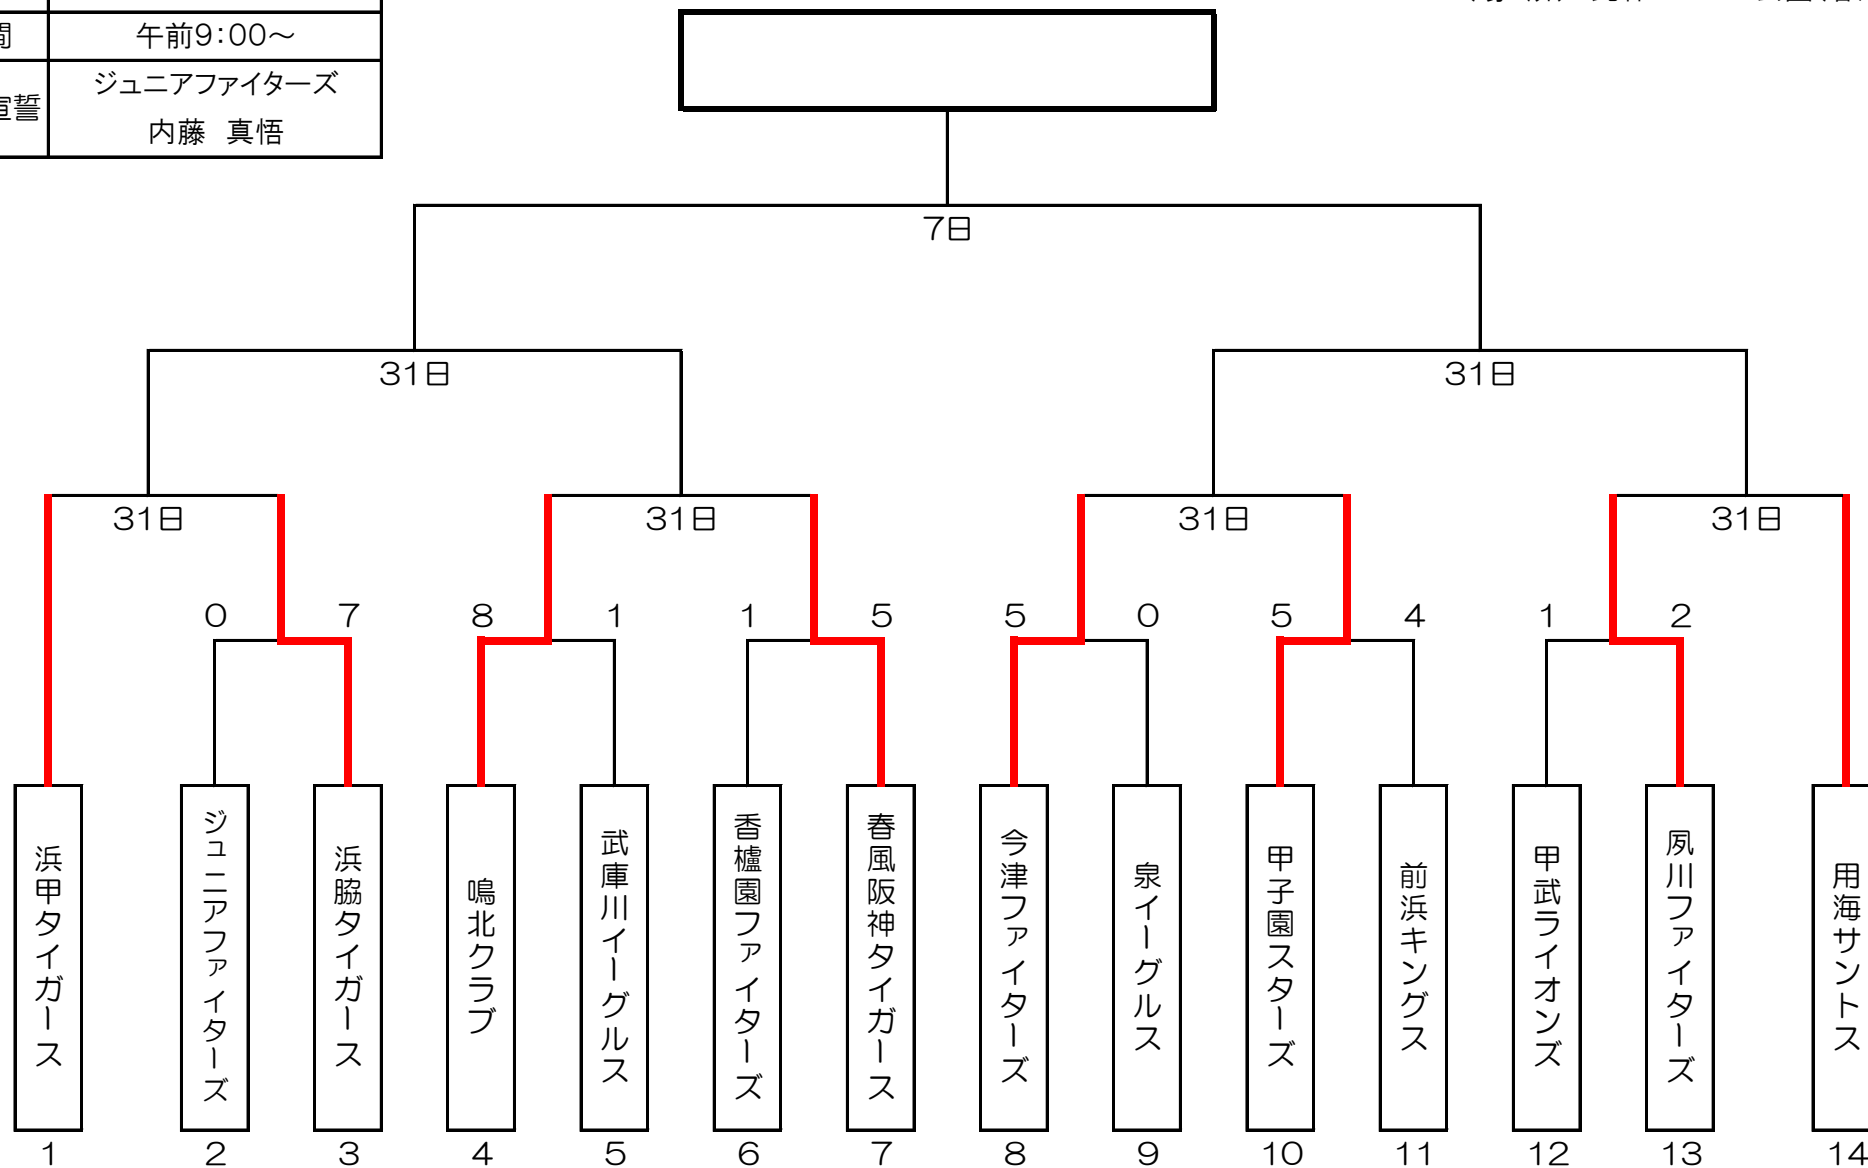 間
午前9:00～
宣誓
ジュニアファイターズ
内藤 真悟
7日
31日
31日
31日
31日
31日
31日
0
7
8
1
1
5
5
0
5
4
1
2
浜甲タイガース
ジュニアファイターズ
浜脇タイガース
鳴北クラブ
武庫川イーグルス
香櫨園ファイターズ
春風阪神タイガース
今津ファイターズ
泉イーグルス
甲子園スターズ
前浜キングス
甲武ライオンズ
夙川ファイターズ
用海サントス
1
2
3
4
5
6
7
8
9
10
11
12
13
14